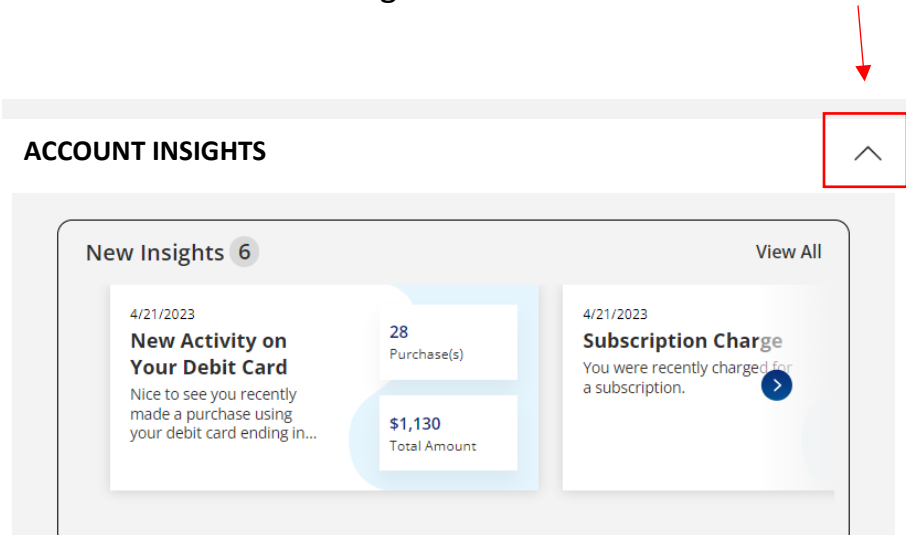 ACCOUNT INSIGHTS
New Insights 6
View All
4/21/2023
New Activity on
Your Debit Card
Nice to see you recently
made a purchase using
your debit card ending in...
28
Purchase(s)
$1,130
Total Amount
4/21/2023
Subscription Charge
You were recently charged for
a subscription.